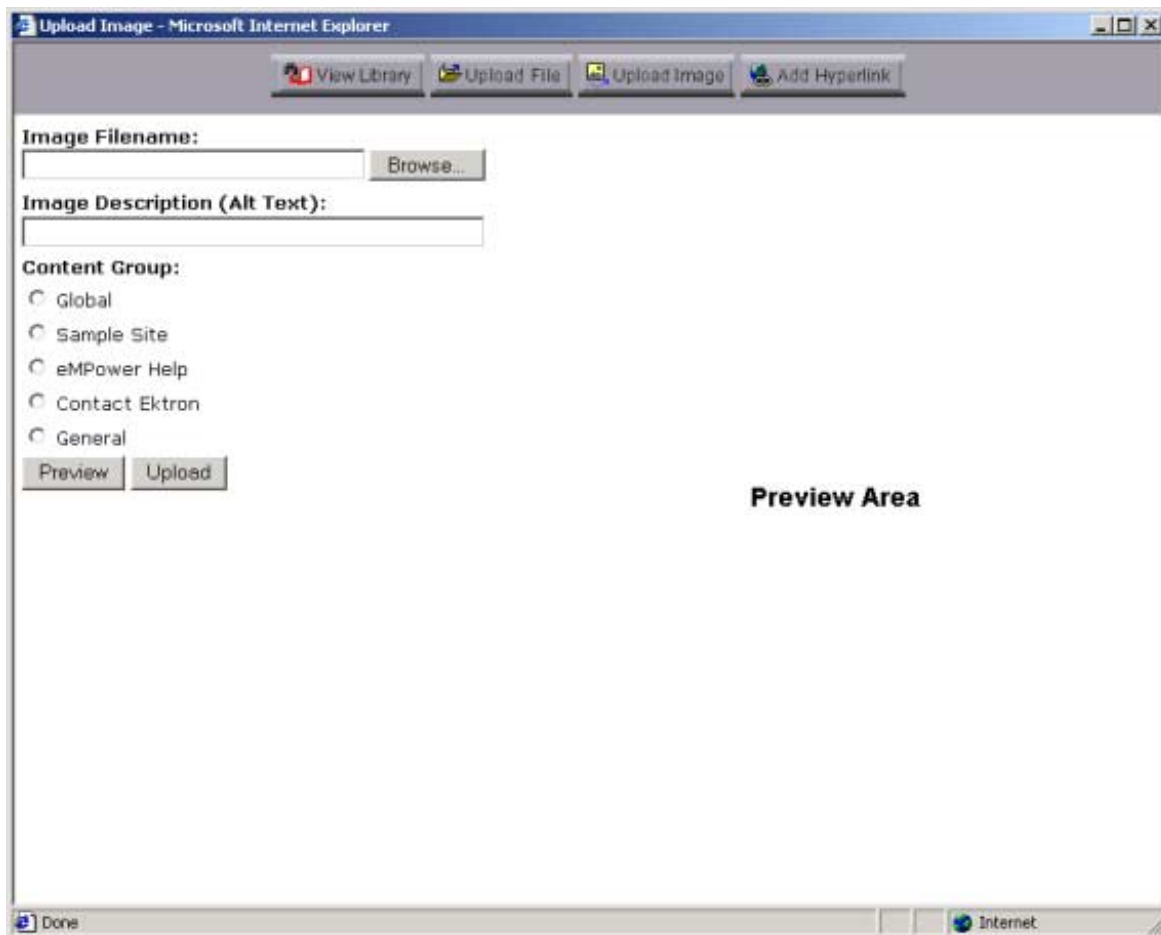 Upload Image - Microsoft Internet Explorer
View Library Upload File Upload Image Add Hyperlink
Image Filename:
Browse...
Image Description (Alt Text):
Content Group:
Global
Sample Site
eMPower Help
Contact Ektron
General
Preview Upload
Preview Area
Done Internet